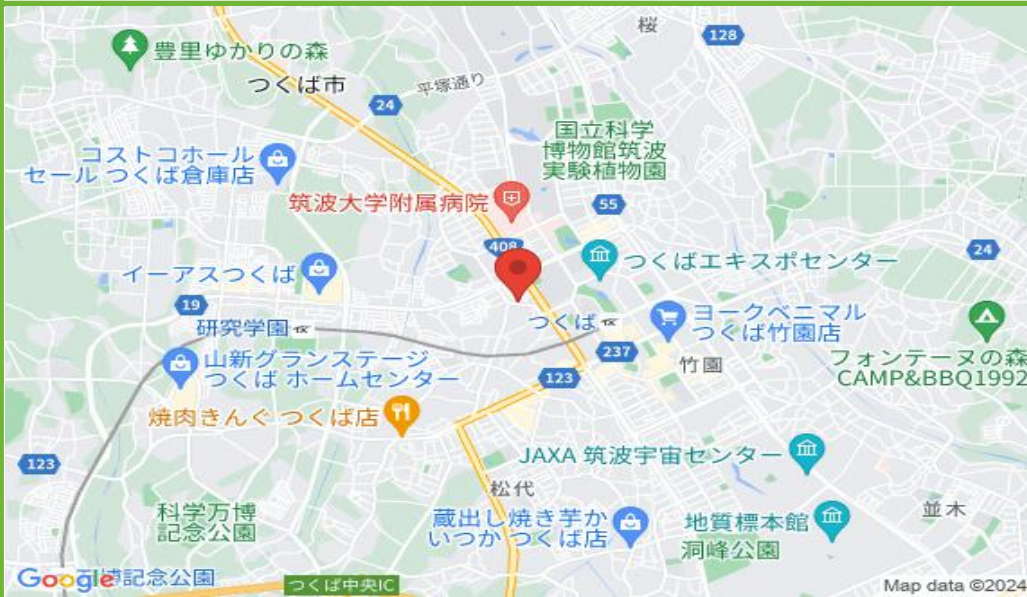 桜
128
豊里ゆかりの森
つくば市
平塚通り
24
国立科学
博物館筑波
実験植物園
コストコホール
セール つくば倉庫店
筑波大学附属病院
55
408
24
イーアスつくば
つくばエキスポセンター
19
研究学園
つくば
ヨークベニマル
つくば竹園店
山新グランステージ
つくば ホームセンター
237
竹園
フォンテーヌの森
CAMP&BBQ1992
123
焼肉きんぐ つくば店
123
JAXA 筑波宇宙センター
松代
科学万博
記念公園
蔵出し焼き芋か
いつか つくば店
地質標本館
洞峰公園
並木
Google
博記念公園
つくば中央IC
Map data ©2024